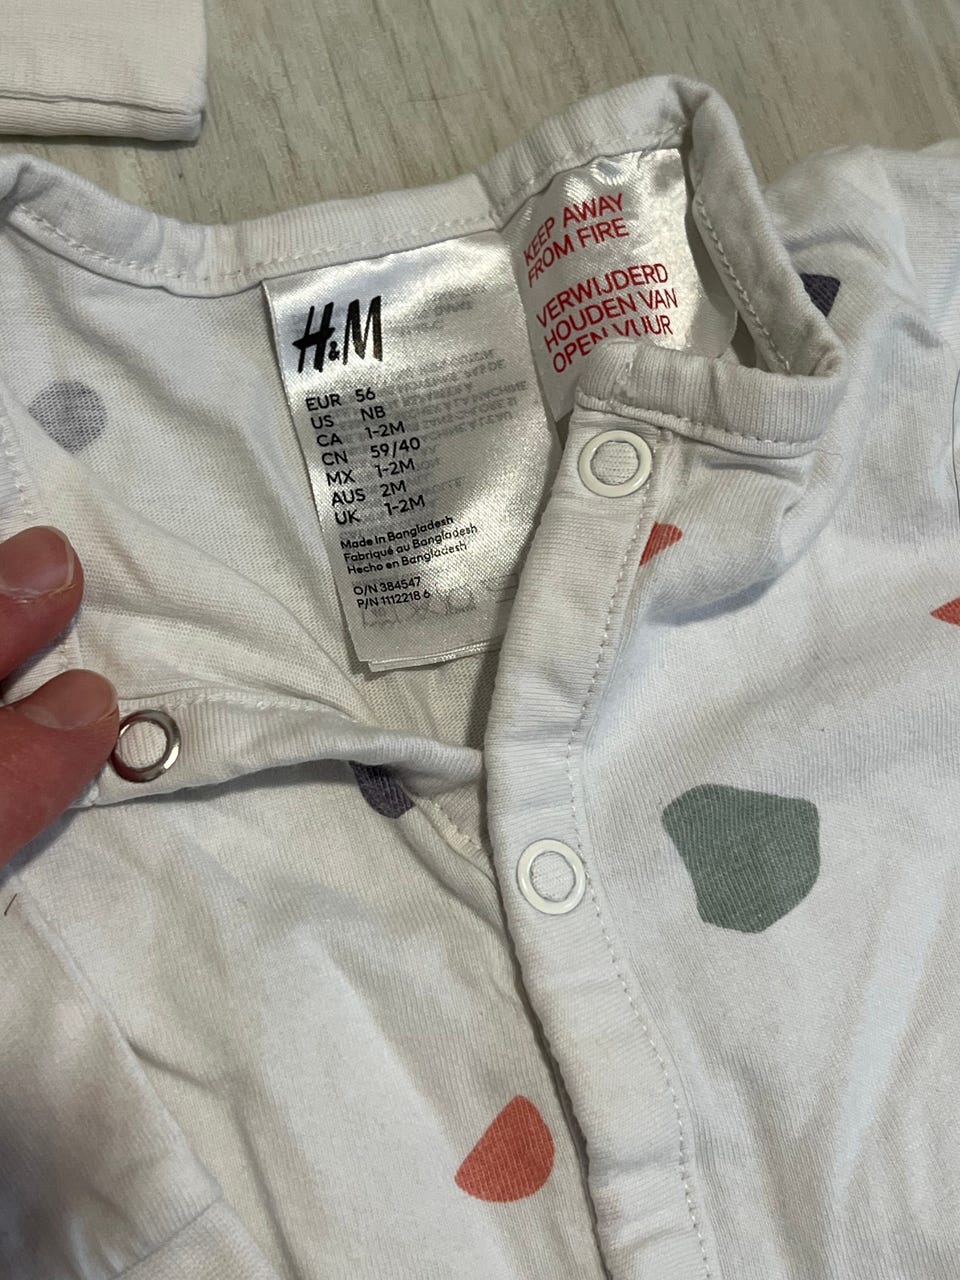 H&M
EUR 56
US NB
CA 1-2M
CN 59/40
MX 1-2M
AUS 2M
UK 1-2M
Made in Bangladesh
Fabriqué au Bangladesh
Hecho en Bangladesh
O/N 384547
P/N 1112218 6
KEEP AWAY
FROM FIRE
VERWIJDERD
HOUDEN VAN
OPEN VUUR